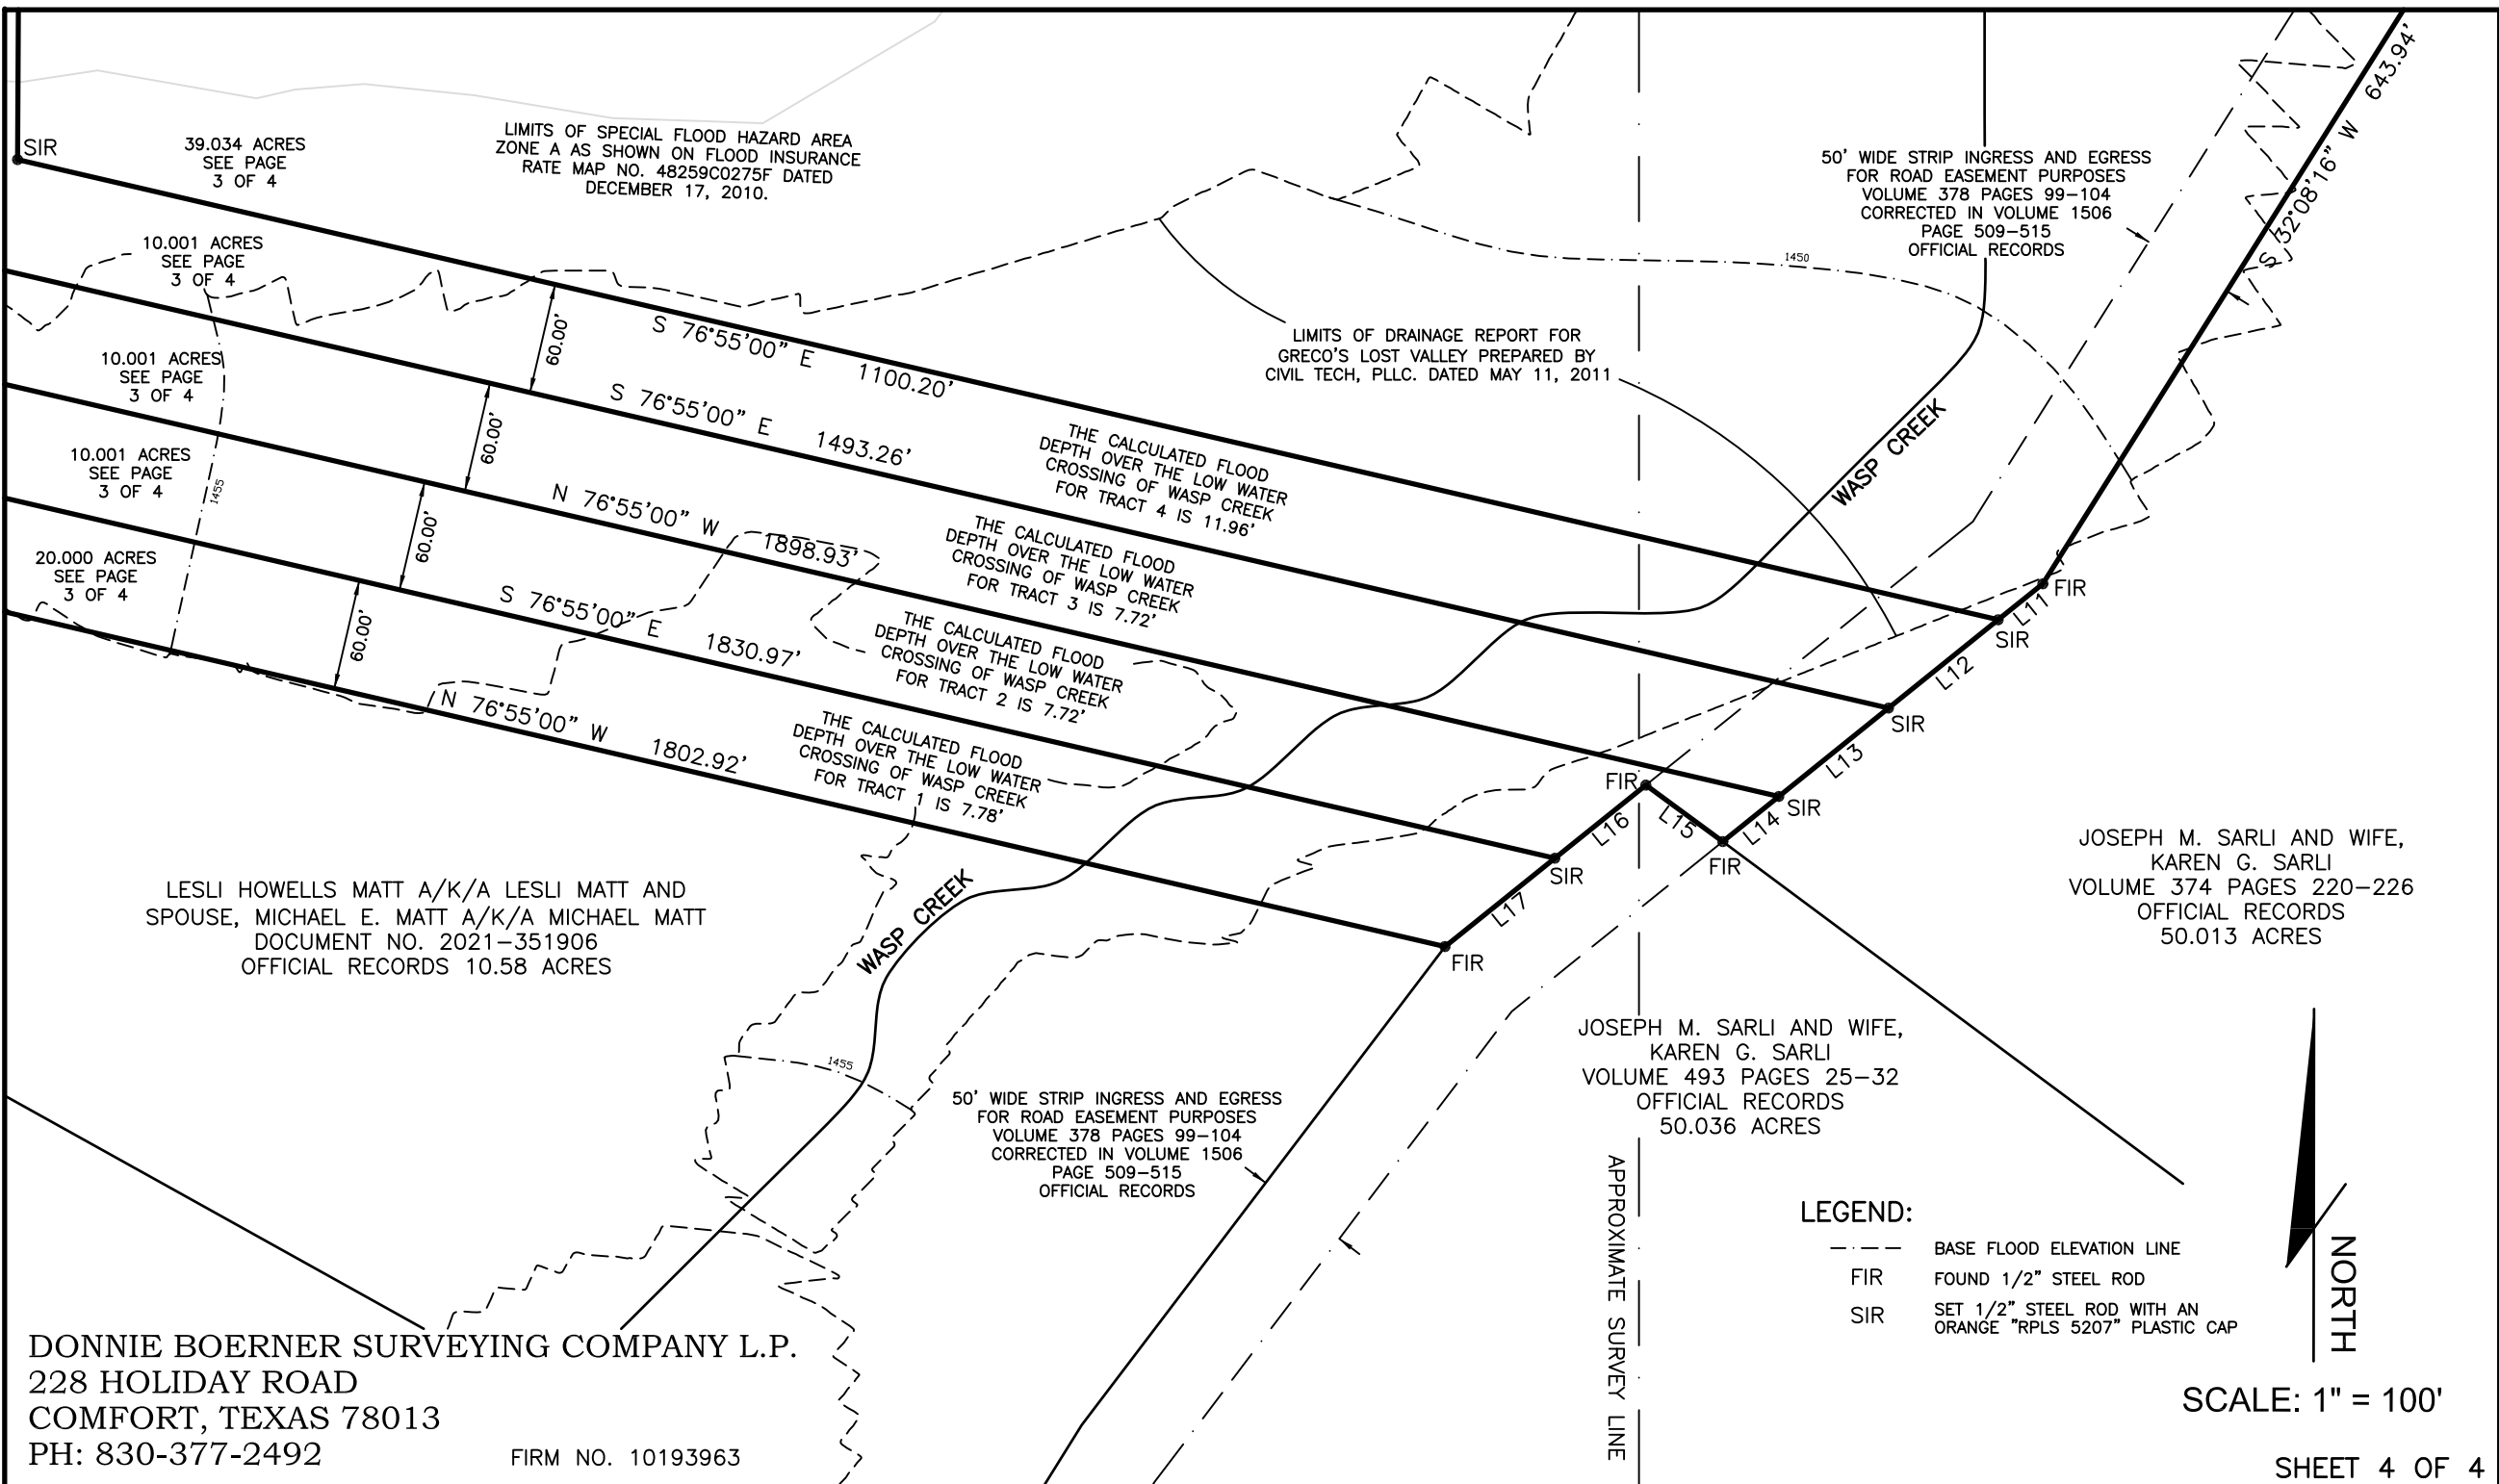 SIR
39.034 ACRES
SEE PAGE
3 OF 4
LIMITS OF SPECIAL FLOOD HAZARD AREA
ZONE A AS SHOWN ON FLOOD INSURANCE
RATE MAP NO. 48259C0275F DATED
DECEMBER 17, 2010.
50' WIDE STRIP INGRESS AND EGRESS
FOR ROAD EASEMENT PURPOSES
VOLUME 378 PAGES 99-104
CORRECTED IN VOLUME 1506
PAGE 509-515
OFFICIAL RECORDS
S 32°08'16" W 643.94'
10.001 ACRES
SEE PAGE
3 OF 4
1450
LIMITS OF DRAINAGE REPORT FOR
GRECO'S LOST VALLEY PREPARED BY
CIVIL TECH, PLLC. DATED MAY 11, 2011
60.00'
S 76°55'00" E 1100.20'
10.001 ACRES
SEE PAGE
3 OF 4
60.00'
S 76°55'00" E 1493.26'
THE CALCULATED FLOOD
DEPTH OVER THE LOW WATER
CROSSING OF WASP CREEK
FOR TRACT 4 IS 11.96'
WASP CREEK
10.001 ACRES
SEE PAGE
3 OF 4
1455
60.00'
N 76°55'00" W 1898.93'
THE CALCULATED FLOOD
DEPTH OVER THE LOW WATER
CROSSING OF WASP CREEK
FOR TRACT 3 IS 7.72'
20.000 ACRES
SEE PAGE
3 OF 4
60.00'
S 76°55'00" E 1830.97'
THE CALCULATED FLOOD
DEPTH OVER THE LOW WATER
CROSSING OF WASP CREEK
FOR TRACT 2 IS 7.72'
FIR
L11
SIR
L12
SIR
L13
N 76°55'00" W 1802.92'
THE CALCULATED FLOOD
DEPTH OVER THE LOW WATER
CROSSING OF WASP CREEK
FOR TRACT 1 IS 7.78'
FIR
SIR
L16
L15
L14
FIR
SIR
L17
FIR
LESLI HOWELLS MATT A/K/A LESLI MATT AND
SPOUSE, MICHAEL E. MATT A/K/A MICHAEL MATT
DOCUMENT NO. 2021-351906
OFFICIAL RECORDS 10.58 ACRES
WASP CREEK
JOSEPH M. SARLI AND WIFE,
KAREN G. SARLI
VOLUME 374 PAGES 220-226
OFFICIAL RECORDS
50.013 ACRES
1455
JOSEPH M. SARLI AND WIFE,
KAREN G. SARLI
VOLUME 493 PAGES 25-32
OFFICIAL RECORDS
50.036 ACRES
50' WIDE STRIP INGRESS AND EGRESS
FOR ROAD EASEMENT PURPOSES
VOLUME 378 PAGES 99-104
CORRECTED IN VOLUME 1506
PAGE 509-515
OFFICIAL RECORDS
APPROXIMATE SURVEY LINE
LEGEND:
BASE FLOOD ELEVATION LINE
FIR FOUND 1/2" STEEL ROD
SIR SET 1/2" STEEL ROD WITH AN
ORANGE "RPLS 5207" PLASTIC CAP
NORTH
DONNIE BOERNER SURVEYING COMPANY L.P.
228 HOLIDAY ROAD
COMFORT, TEXAS 78013
PH: 830-377-2492
FIRM NO. 10193963
SCALE: 1" = 100'
SHEET 4 OF 4